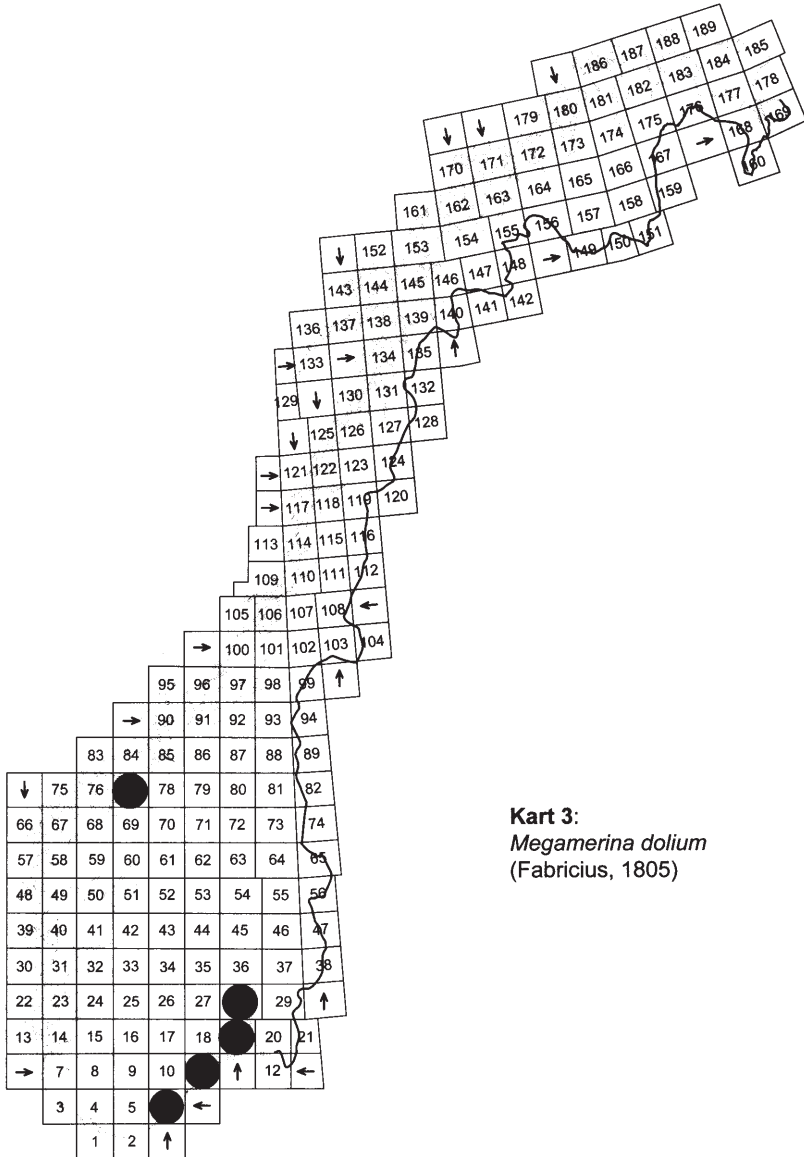 186 187 188 189
↓ 179 180 181 182 183 184 185
↓ ↓ 172 173 174 175 176 177 178
170 171 164 165 166 167 → 168 169
161 162 163 156 157 158 159 160
↓ 152 153 154 155 → 149 150 151
143 144 145 146 147 148
136 137 138 139 140 141 142
→ 133 → 134 135 ↑
129 ↓ 130 131 132
↓ 125 126 127 128
→ 121 122 123 124
→ 117 118 119 120
113 114 115 116
109 110 111 112
105 106 107 108 ←
→ 100 101 102 103 104
95 96 97 98 99 ↑
→ 90 91 92 93 94
83 84 85 86 87 88 89
↓ 75 76 78 79 80 81 82
66 67 68 69 70 71 72 73 74
57 58 59 60 61 62 63 64 65
48 49 50 51 52 53 54 55 56
39 40 41 42 43 44 45 46 47
30 31 32 33 34 35 36 37 38
22 23 24 25 26 27 29 ↑
13 14 15 16 17 18 20 21
→ 7 8 9 10 ↑ 12 ←
3 4 5 ←
1 2 ↑
Kart 3:
Megamerina dolium
(Fabricius, 1805)